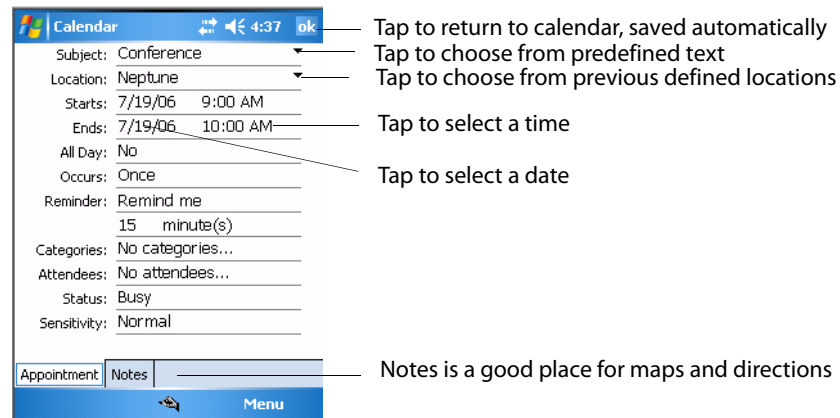 Calendar 4:37 ok
Tap to return to calendar, saved automatically
Subject: Conference
Tap to choose from predefined text
Location: Neptune
Tap to choose from previous defined locations
Starts: 7/19/06 9:00 AM
Ends: 7/19/06 10:00 AM
Tap to select a time
All Day: No
Occurs: Once
Tap to select a date
Reminder: Remind me
15 minute(s)
Categories: No categories...
Attendees: No attendees...
Status: Busy
Sensitivity: Normal
Appointment Notes
Notes is a good place for maps and directions
Menu